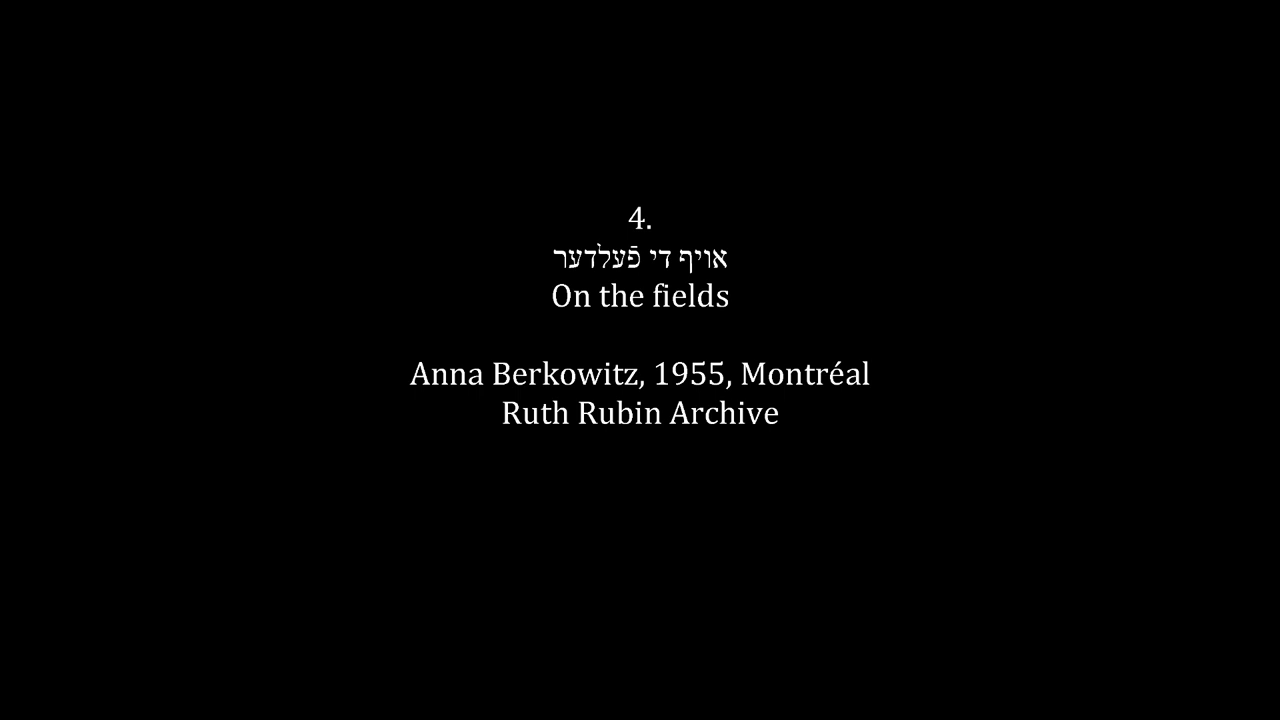 4.
אויף די פֿעלדער
On the fields
Anna Berkowitz, 1955, Montréal
Ruth Rubin Archive